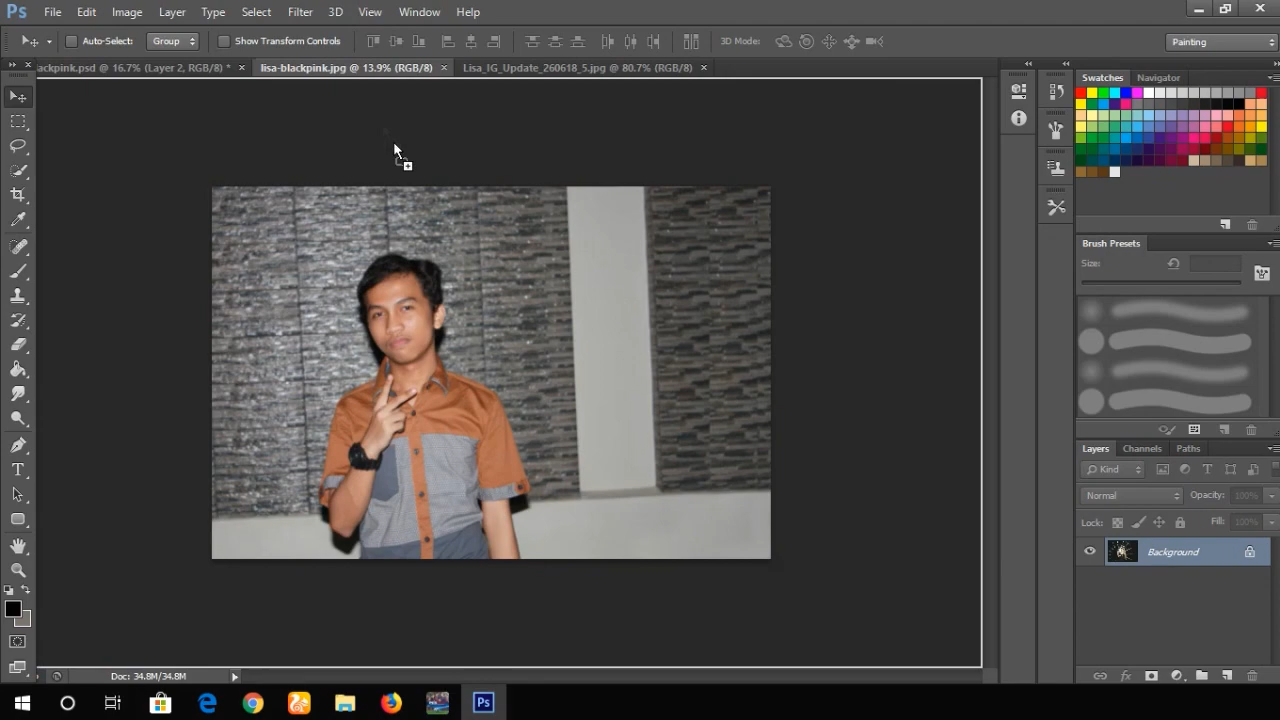 Ps File Edit Image Layer Type Select Filter 3D View Window Help
Auto-Select: Group Show Transform Controls 3D Mode: Painting
ackpink.psd @ 16.7% (Layer 2, RGB/8) * × lisa-blackpink.jpg @ 13.9% (RGB/8) × Lisa_IG_Update_260618_5.jpg @ 80.7% (RGB/8) ×
Swatches Navigator
Brush Presets
Size:
Layers Channels Paths
Kind
Normal Opacity: 100%
Lock: Fill: 100%
Background
Doc: 34.8M/34.8M
Ps